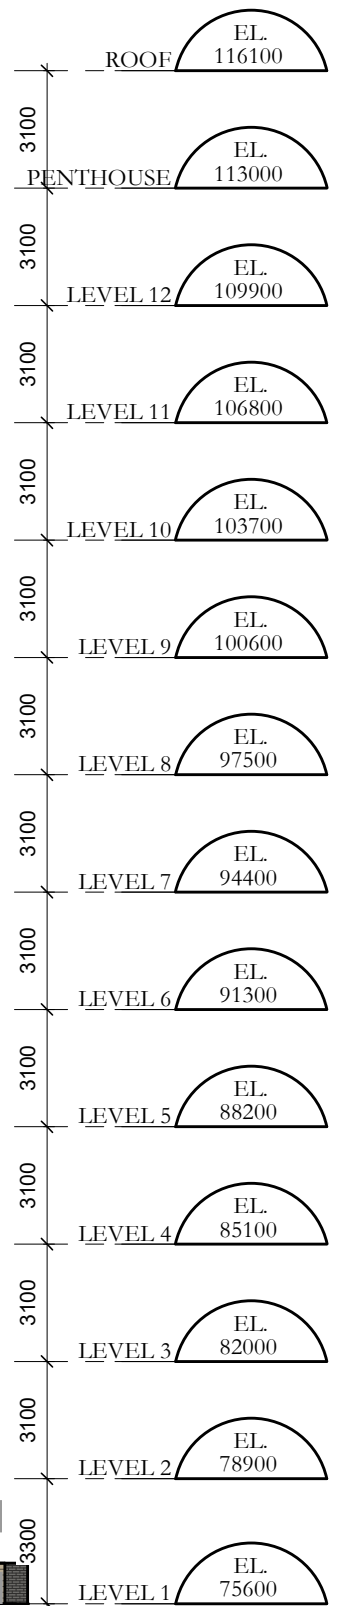 ROOF
EL.
116100
3100
PENTHOUSE
EL.
113000
3100
LEVEL 12
EL.
109900
3100
LEVEL 11
EL.
106800
3100
LEVEL 10
EL.
103700
3100
LEVEL 9
EL.
100600
3100
LEVEL 8
EL.
97500
3100
LEVEL 7
EL.
94400
3100
LEVEL 6
EL.
91300
3100
LEVEL 5
EL.
88200
3100
LEVEL 4
EL.
85100
3100
LEVEL 3
EL.
82000
3100
LEVEL 2
EL.
78900
3300
LEVEL 1
EL.
75600